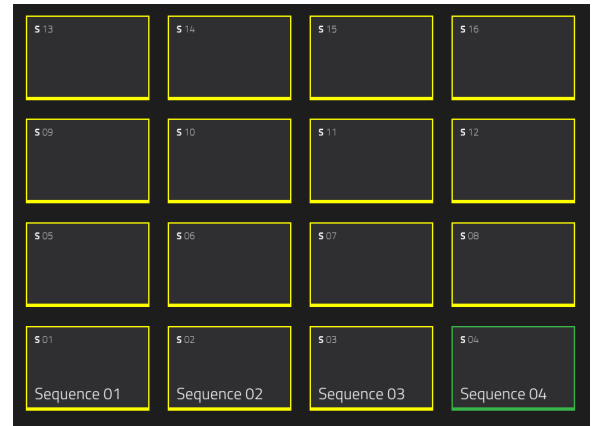 S 13
S 14
S 15
S 16
S 09
S 10
S 11
S 12
S 05
S 06
S 07
S 08
S 01
S 02
S 03
S 04
Sequence 01
Sequence 02
Sequence 03
Sequence 04